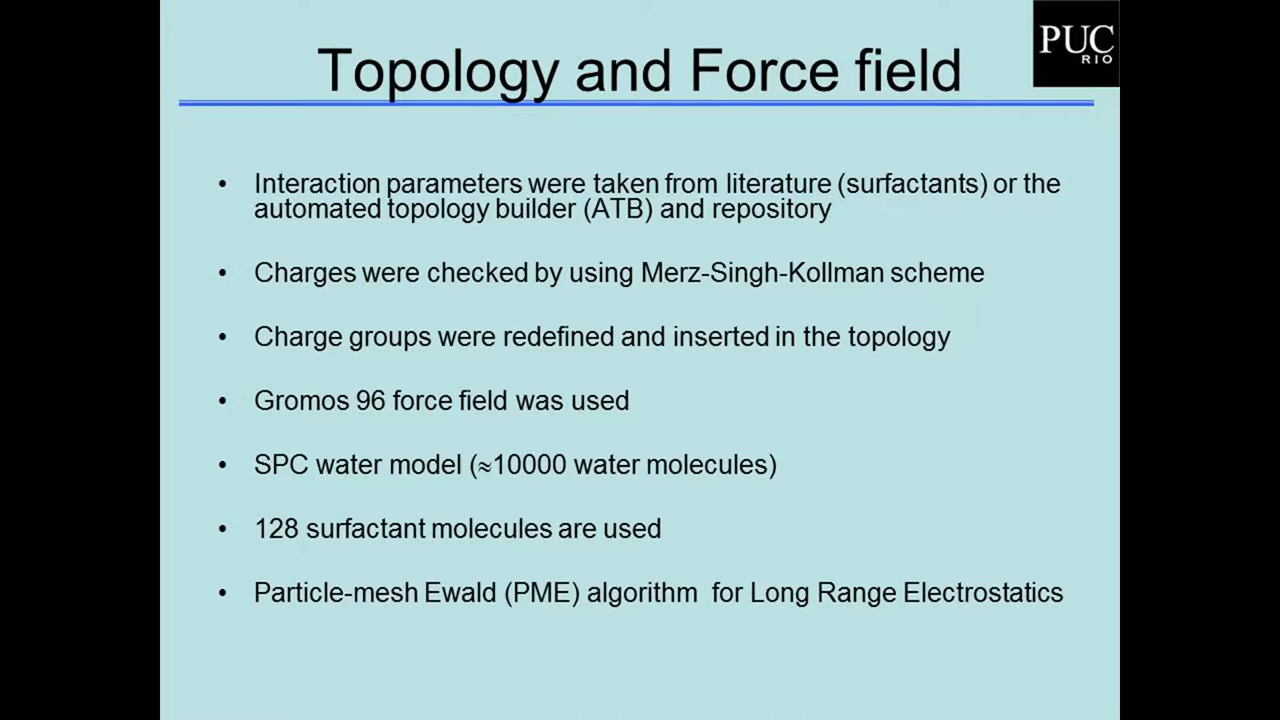 PUC
RIO
Topology and Force field
• Interaction parameters were taken from literature (surfactants) or the
automated topology builder (ATB) and repository
• Charges were checked by using Merz-Singh-Kollman scheme
• Charge groups were redefined and inserted in the topology
• Gromos 96 force field was used
• SPC water model (≈10000 water molecules)
• 128 surfactant molecules are used
• Particle-mesh Ewald (PME) algorithm  for Long Range Electrostatics